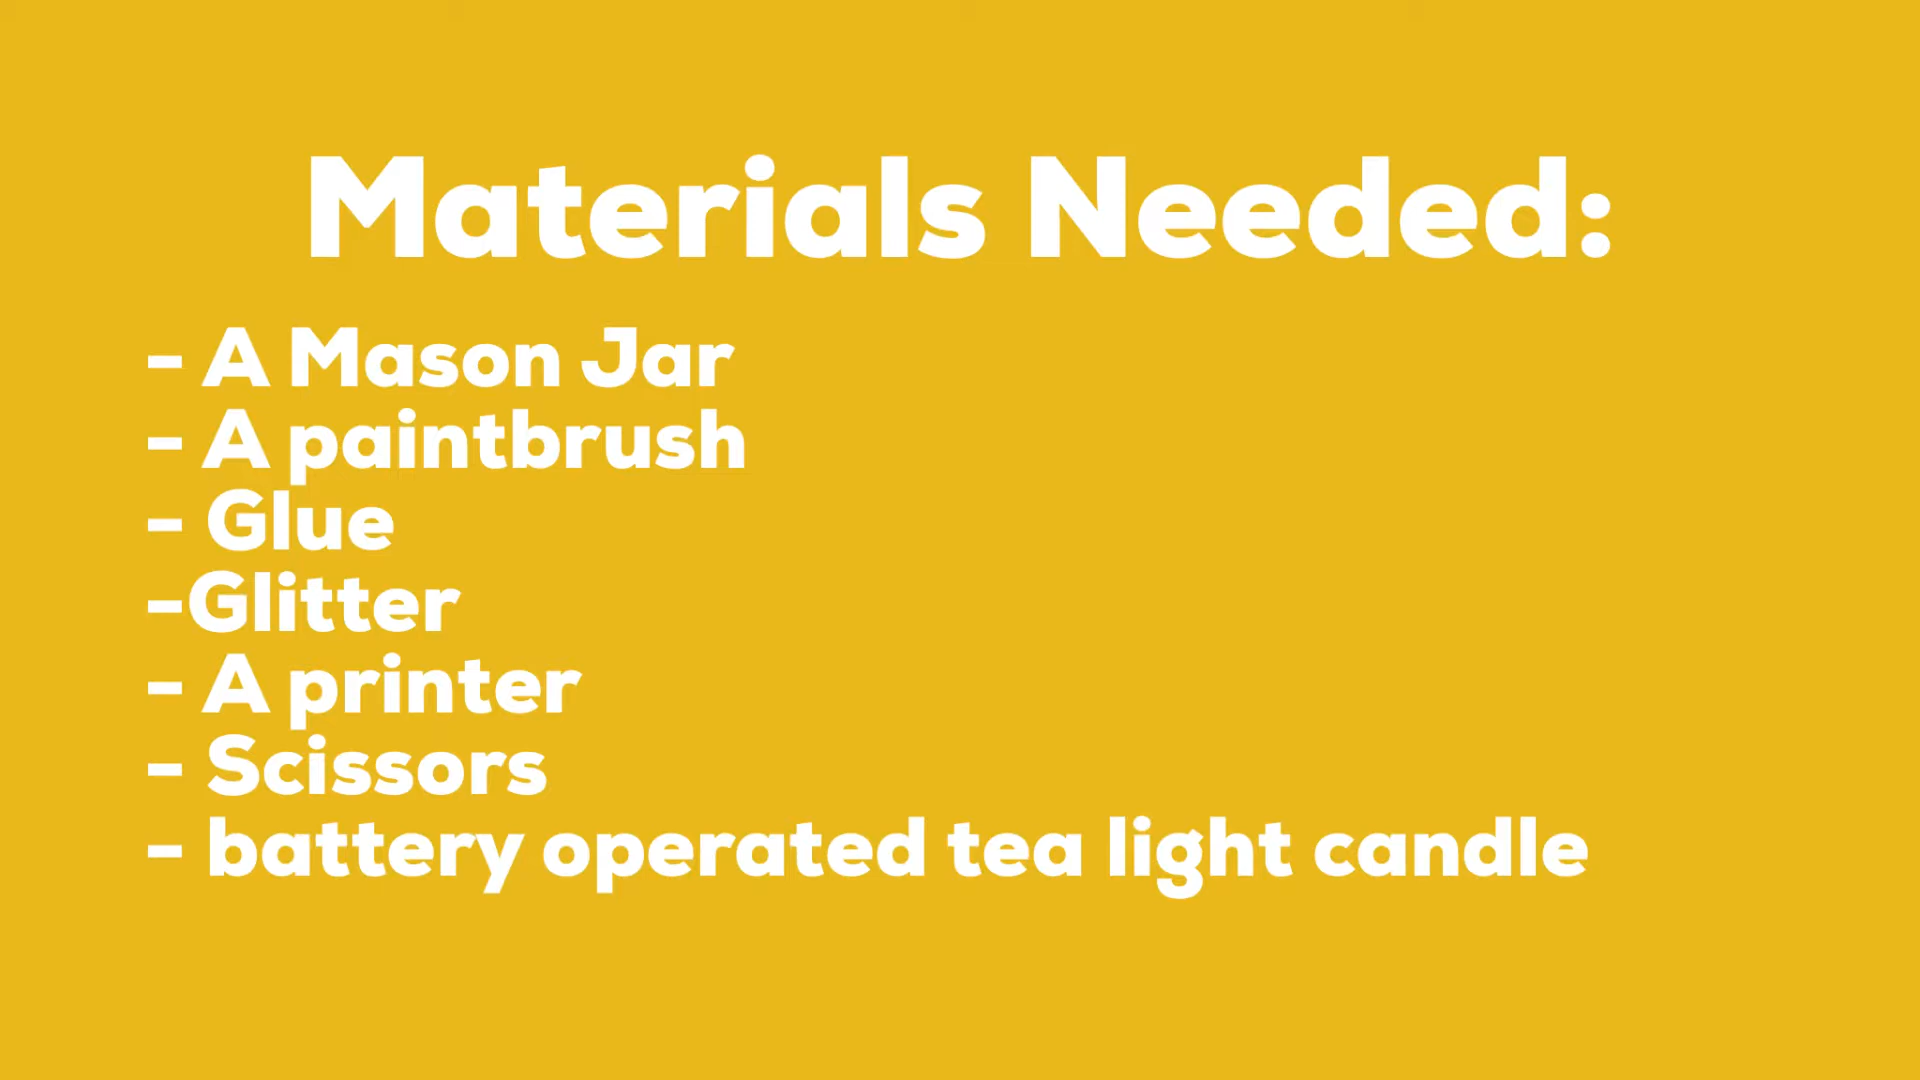 Materials Needed:
- A Mason Jar
- A paintbrush
- Glue
-Glitter
- A printer
- Scissors
- battery operated tea light candle